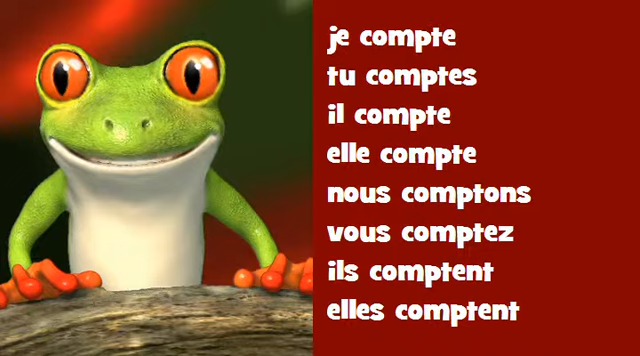 je compte
tu comptes
il compte
elle compte
nous comptons
vous comptez
ils comptent
elles comptent